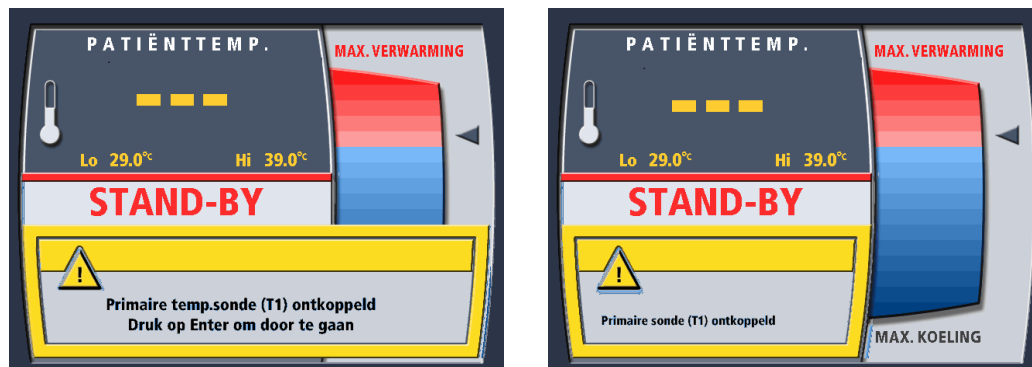 PATIËNTTEMP.
MAX. VERWARMING
Lo 29.0°c Hi 39.0°c
STAND-BY
!
Primaire temp.sonde (T1) ontkoppeld
Druk op Enter om door te gaan
PATIËNTTEMP.
MAX. VERWARMING
Lo 29.0°c Hi 39.0°c
STAND-BY
!
Primaire sonde (T1) ontkoppeld
MAX. KOELING